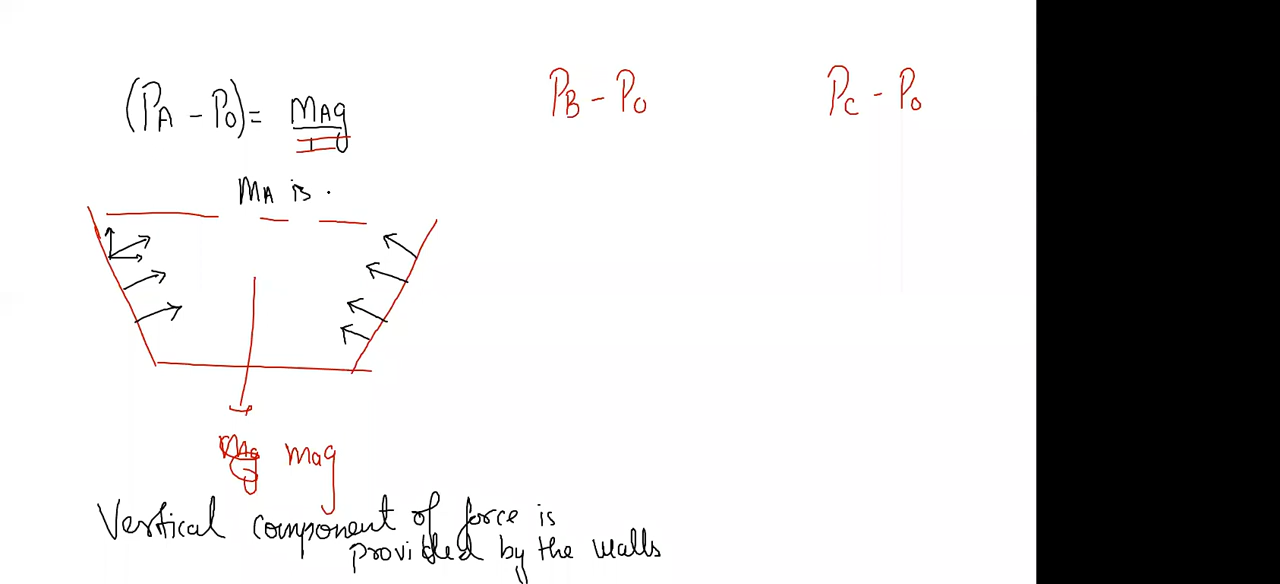 (PA - P0) = mAg
PB - P0
PC - P0
mA is .
mag
Vertical component of force is
provided by the walls